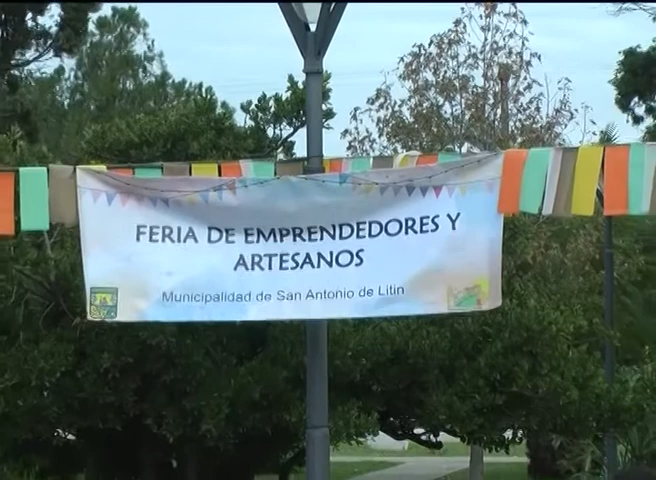 FERIA DE EMPRENDEDORES Y
ARTESANOS
Municipalidad de San Antonio de Litin